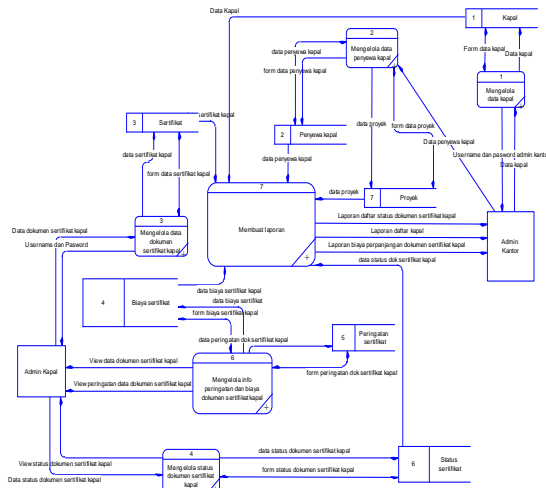 Data Kapal
1
Kapal
2
Mengelola data
penyewa kapal
data penyewa kapal
form data penyewa kapal
Form data kapal
Data kapal
1
Mengelola
data kapal
3
Sertifikat
sertifikat kapal
2
Penyewa kapal
data proyek
form data proyek
Data penyewa kapal
Username dan pasword admin kantor
Data kapal
data sertifikat kapal
form data sertifikat kapal
data penyewa kapal
7
Membuat laporan
data proyek
7
Proyek
3
Mengelola data
dokumen
sertifikat kapal
Data dokumen sertifikat kapal
Username dan Pasword
Laporan daftar status dokumen sertifikat kapal
Laporan daftar kapal
Laporan biaya perpanjangan dokumen sertifikat kapal
data status dok sertifikat kapal
Admin
Kantor
4
Biaya sertifikat
data biaya sertifikat kapal
data biaya sertifikat
form biaya sertifikat kapal
data peringatan dok sertifikat kapal
5
Peringatan
sertifikat
Admin Kapal
View data dokumen sertifikat kapal
View peringatan data dokumen sertifikat kapal
6
Mengelola info
peringatan dan biaya
dokumen sertifikat kapal
form peringatan dok sertifikat kapal
View status dokumen sertifikat kapal
Data status dokumen sertifikat kapal
4
Mengelola status
dokumen sertifikat
kapal
data status dokumen sertifikat kapal
form status dokumen sertifikat kapal
6
Status
sertifikat